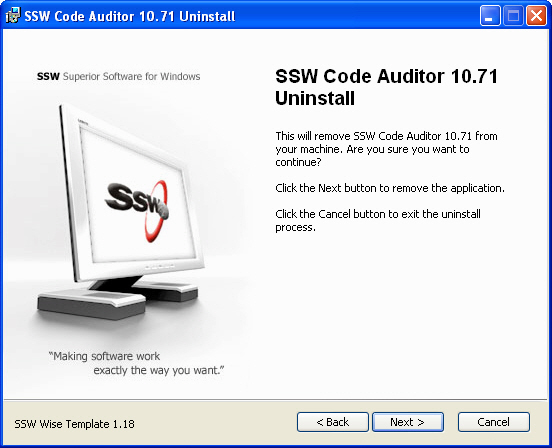 SSW Code Auditor 10.71 Uninstall
SSW Superior Software for Windows
SSW
"Making software work
exactly the way you want."
SSW Code Auditor 10.71
Uninstall
This will remove SSW Code Auditor 10.71 from
your machine. Are you sure you want to
continue?
Click the Next button to remove the application.
Click the Cancel button to exit the uninstall
process.
SSW Wise Template 1.18
< Back
Next >
Cancel